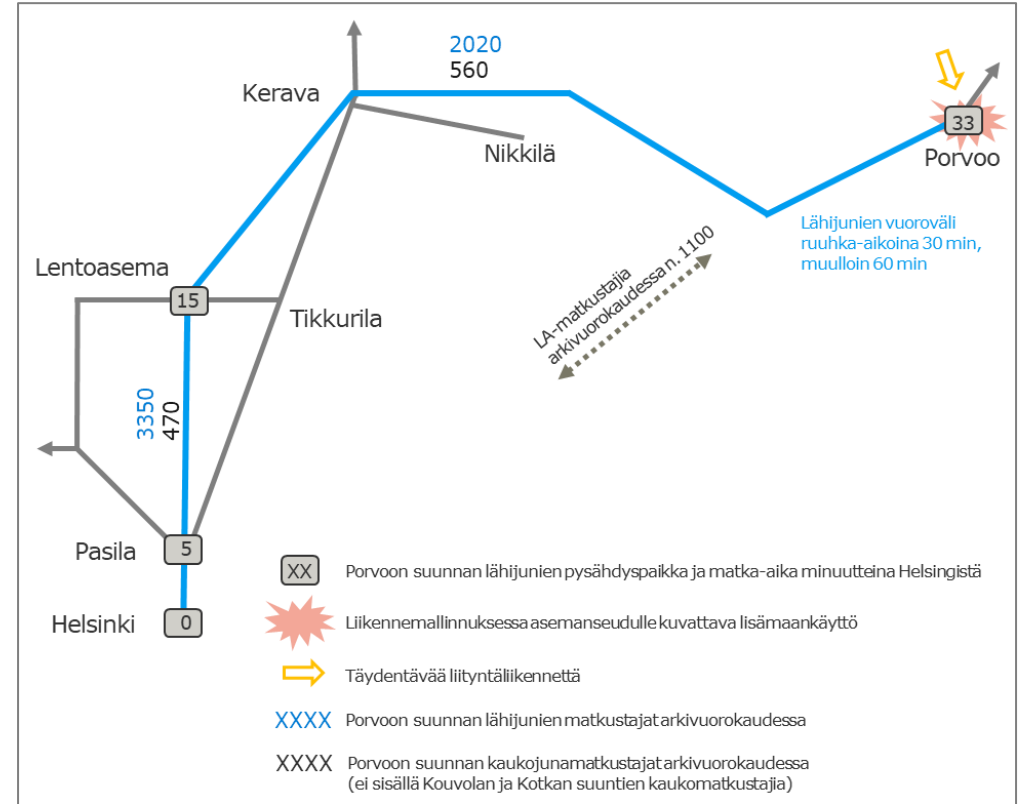 2020
560
Kerava
Nikkilä
33
Porvoo
Lähijunien vuoroväli
ruuhka-aikoina 30 min,
muulloin 60 min
LA-matkustajia
arkivuorokaudessa n. 1100
Lentoasema
15
Tikkurila
3350
470
Pasila
5
Helsinki
0
XX Porvoon suunnan lähijunien pysähdyspaikka ja matka-aika minuutteina Helsingistä
Liikennemallinnuksessa asemanseudulle kuvattava lisämaankäyttö
Täydentävää liityntäliikennettä
XXXX Porvoon suunnan lähijunien matkustajat arkivuorokaudessa
XXXX Porvoon suunnan kaukojunamatkustajat arkivuorokaudessa
(ei sisällä Kouvolan ja Kotkan suuntien kaukomatkustajia)